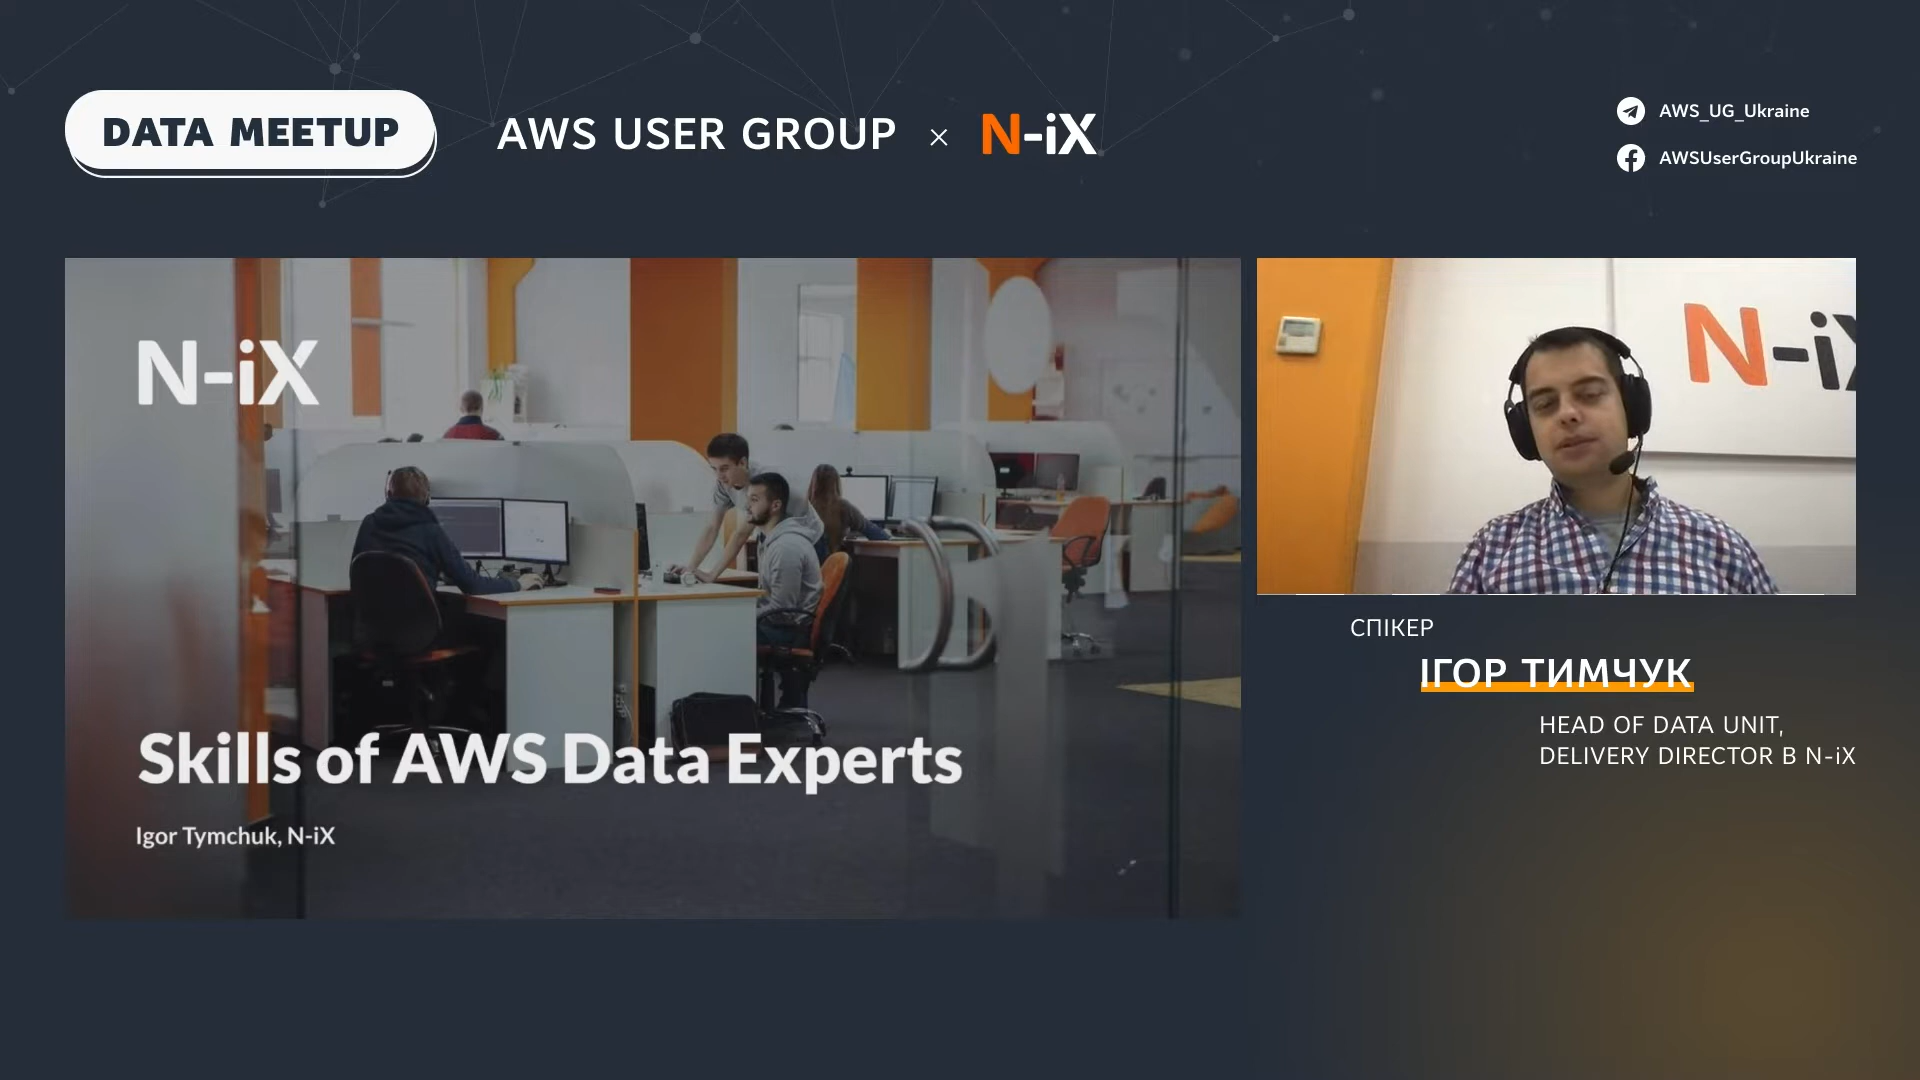 DATA MEETUP
AWS USER GROUP × N-iX
AWS_UG_Ukraine
AWSUserGroupUkraine
N-iX
Skills of AWS Data Experts
Igor Tymchuk, N-iX
N-iX
СПІКЕР
ІГОР ТИМЧУК
HEAD OF DATA UNIT,
DELIVERY DIRECTOR В N-iX